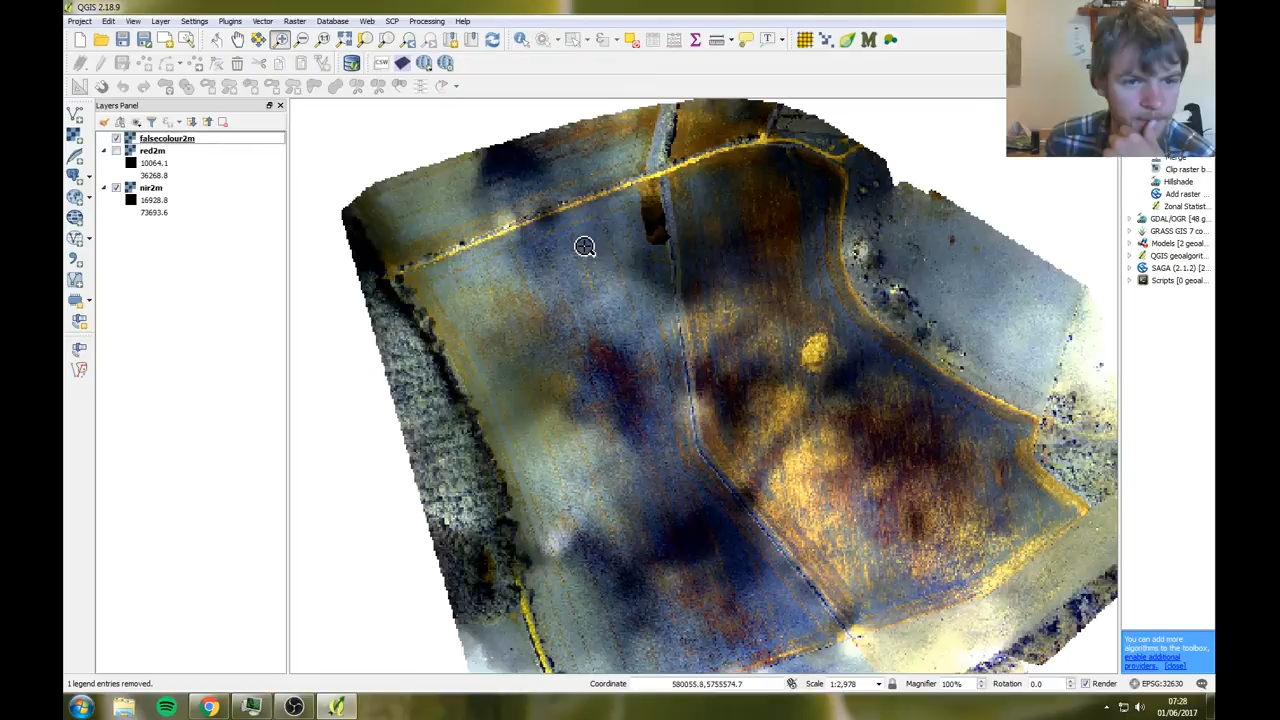 QGIS 2.18.9
Project Edit View Layer Settings Plugins Vector Raster Database Web SCP Processing Help
CSW
Layers Panel
falsecolour2m
red2m
10064.1
36268.8
nir2m
16928.8
73693.6
Merge
Clip raster b
Hillshade
Add raster ...
Zonal Statist...
GDAL/OGR [48 g
GRASS GIS 7 co
Models [2 geoal
QGIS geoalgorit
SAGA (2.1.2) [2...
Scripts [0 geoal
You can add more
algorithms to the toolbox,
enable additional
providers. [close]
1 legend entries removed.
Coordinate 580055.8,5755574.7 Scale 1:2,978 Magnifier 100% Rotation 0.0 Render EPSG:32630
07:28
01/06/2017